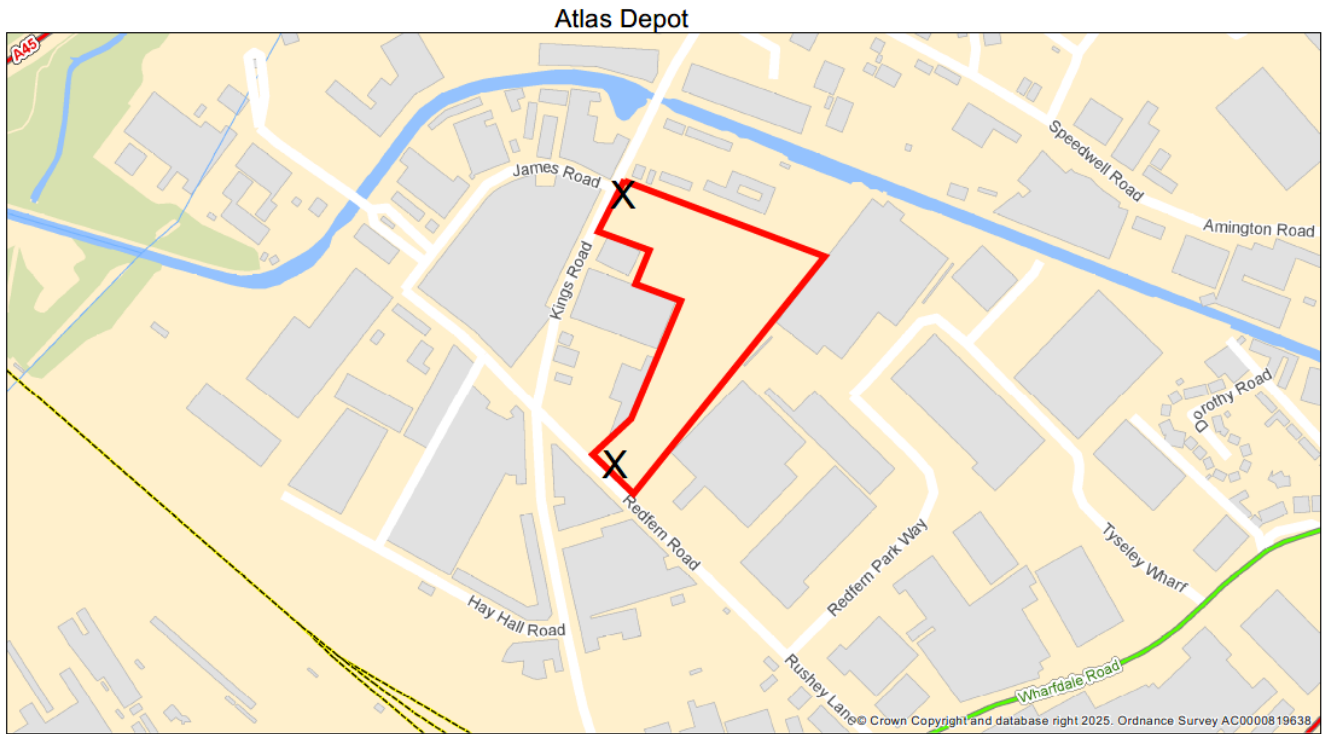 Atlas Depot
A45
Speedwell Road
James Road
X
Amington Road
Kings Road
Dorothy Road
X
Redfern Road
Tyseley Wharf
Redfern Park Way
Hay Hall Road
Rushey Lane
Wharfdale Road
© Crown Copyright and database right 2025. Ordnance Survey AC0000819638